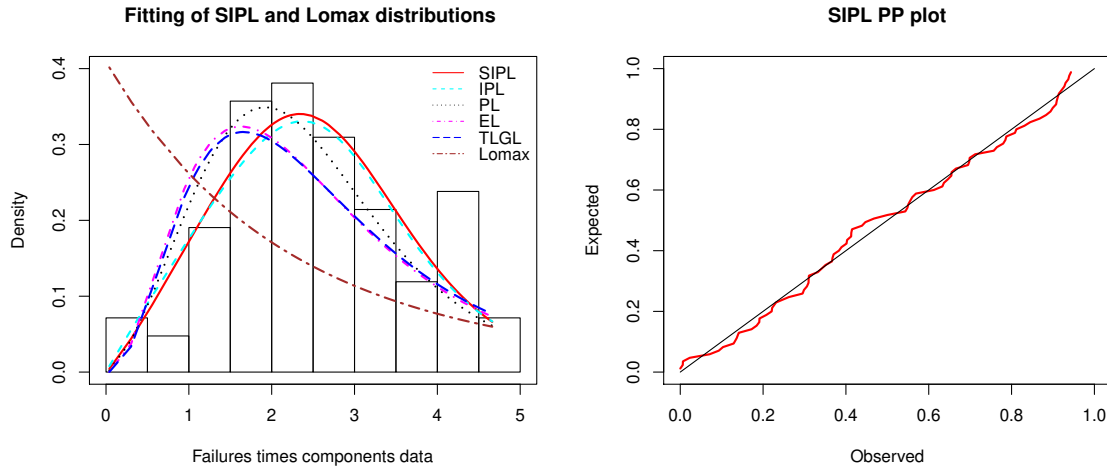 Fitting of SIPL and Lomax distributions
SIPL
IPL
PL
EL
TLGL
Lomax
Density
0.0
0.1
0.2
0.3
0.4
0
1
2
3
4
5
Failures times components data
SIPL PP plot
Expected
0.0
0.2
0.4
0.6
0.8
1.0
0.0
0.2
0.4
0.6
0.8
1.0
Observed